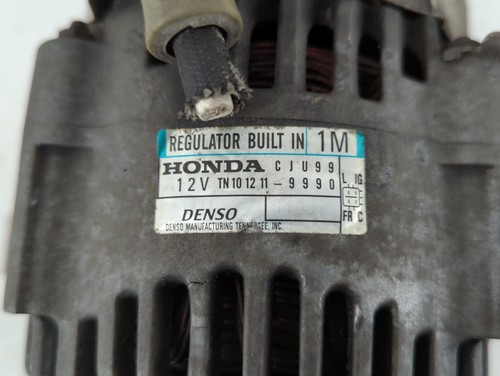 REGULATOR BUILT IN 1M
HONDA CJU99
12V TN101211-9990 L IG
DENSO FR C
DENSO MANUFACTURING TENNESSEE, INC.